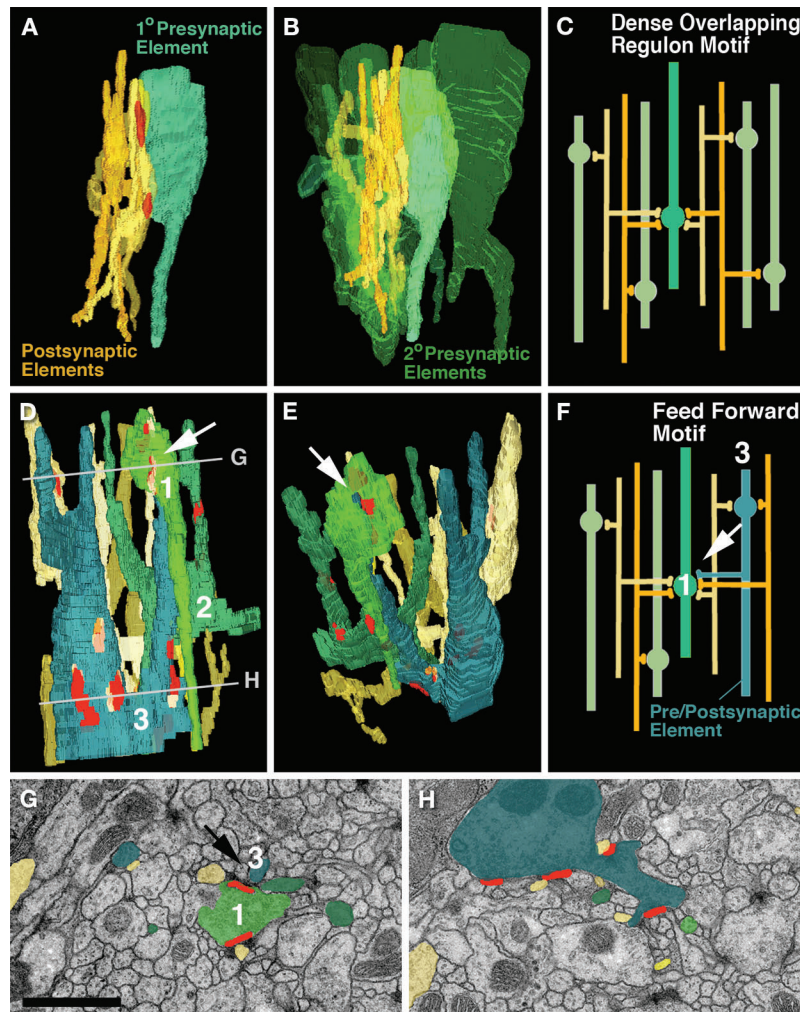 A
1° Presynaptic
Element
Postsynaptic
Elements
B
2° Presynaptic
Elements
C
Dense Overlapping
Regulon Motif
D
G
1
2
H
3
E
F
Feed Forward
Motif
3
1
Pre/Postsynaptic
Element
G
3
1
H